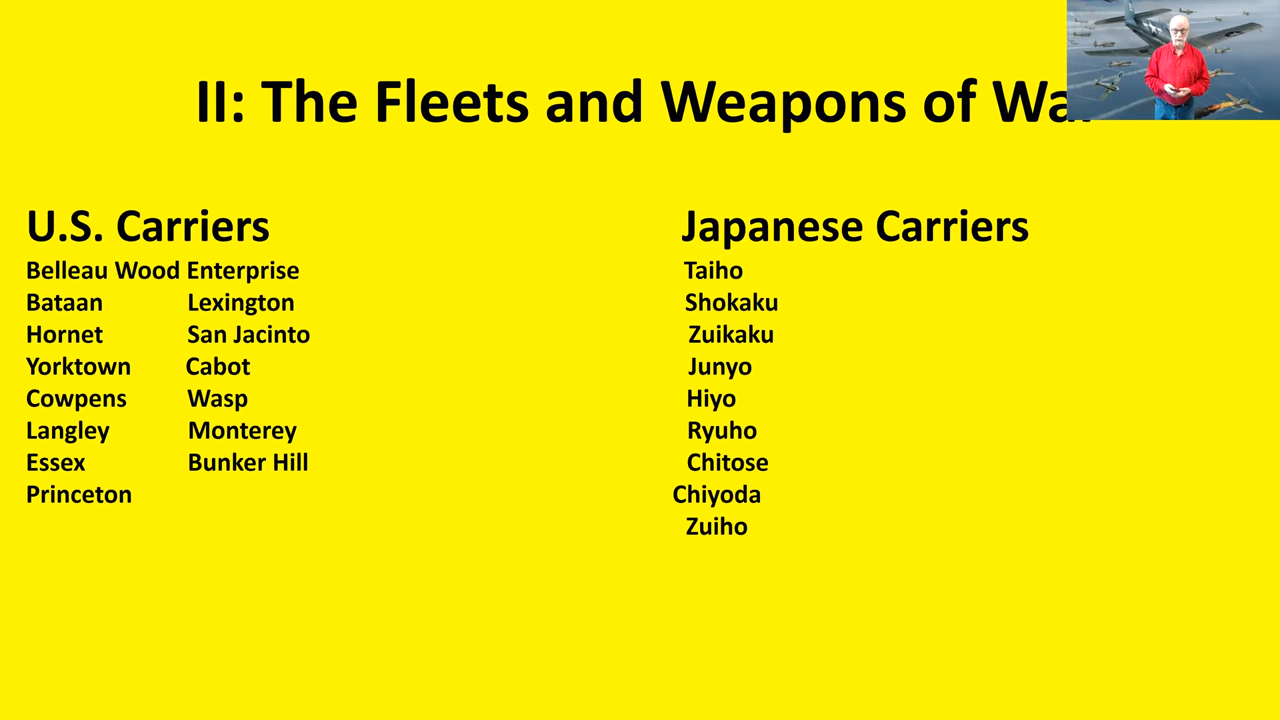 II: The Fleets and Weapons of Wa
U.S. Carriers
Belleau Wood Enterprise
Bataan Lexington
Hornet San Jacinto
Yorktown Cabot
Cowpens Wasp
Langley Monterey
Essex Bunker Hill
Princeton
Japanese Carriers
Taiho
Shokaku
Zuikaku
Junyo
Hiyo
Ryuho
Chitose
Chiyoda
Zuiho